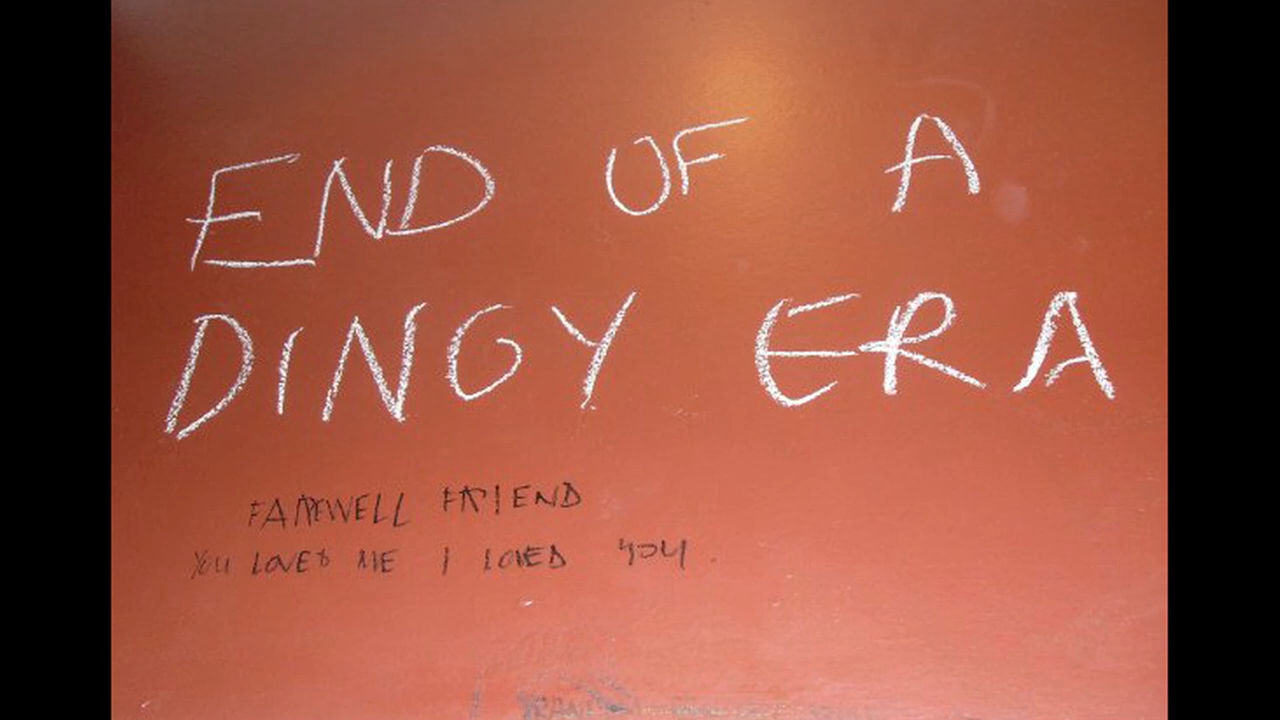 END OF A
DINGY ERA
FAREWELL FRIEND
YOU LOVED ME I LOVED YOU.